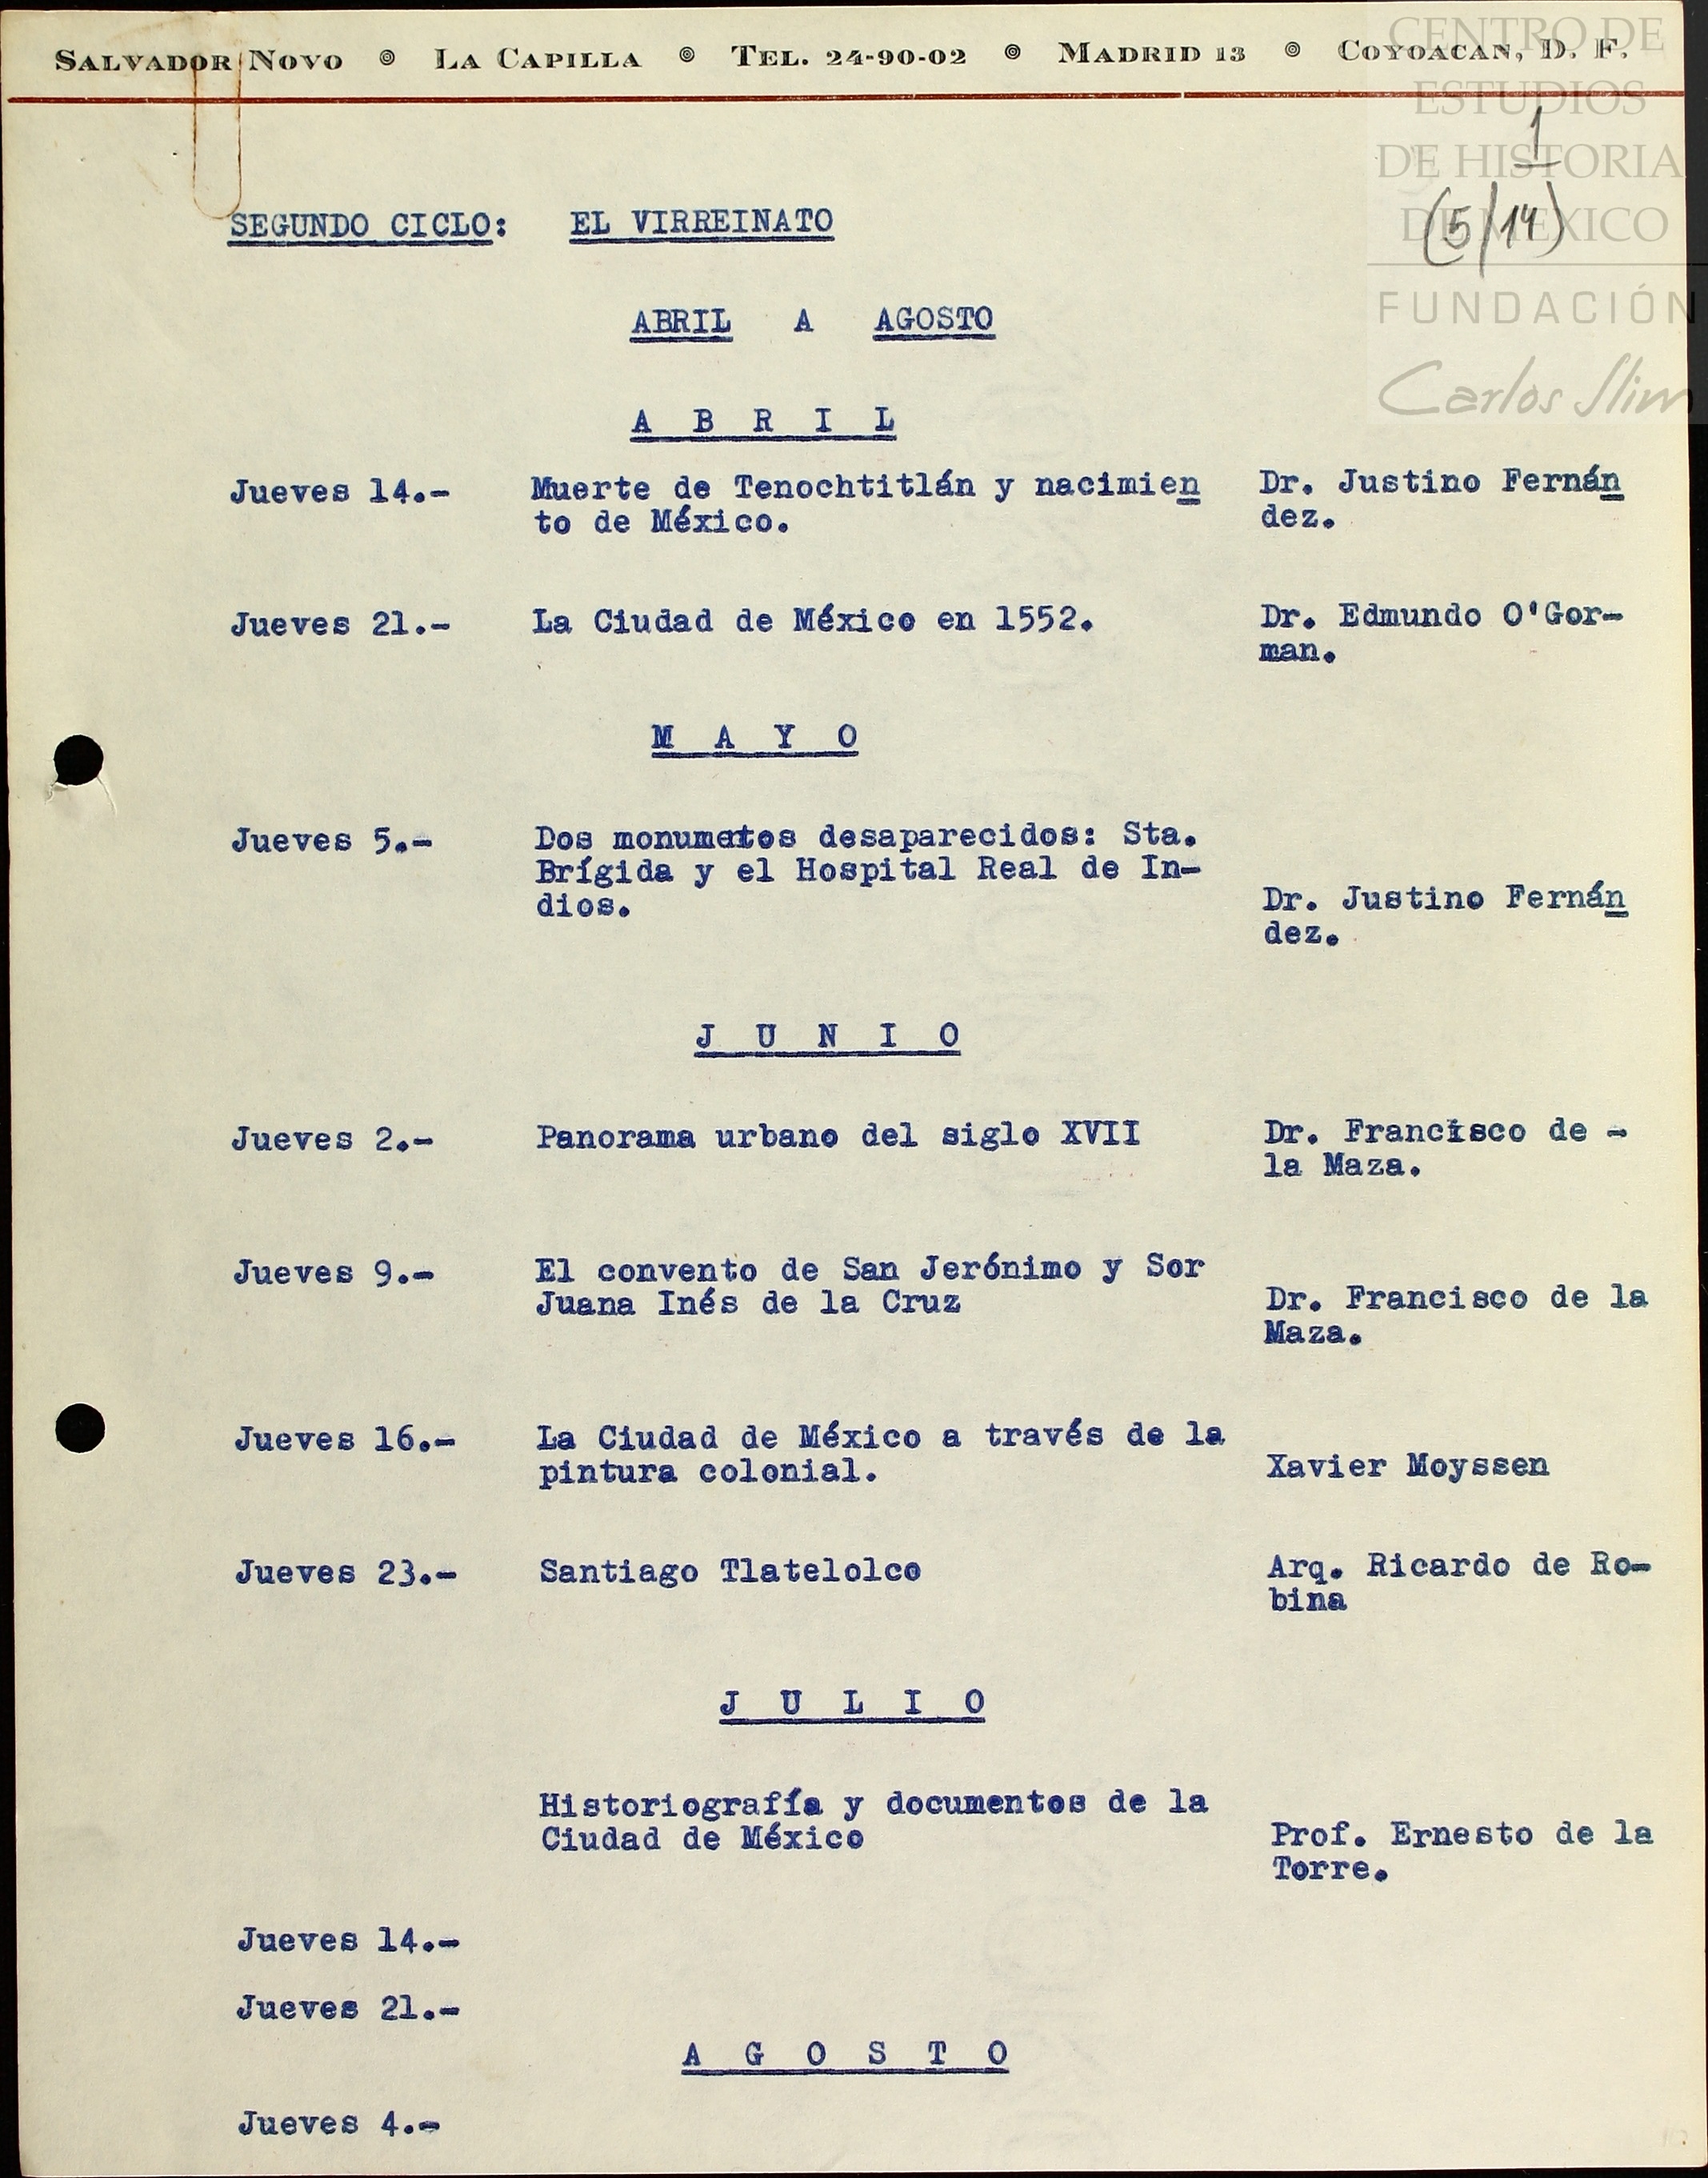 SALVADOR NOVO ⊚ LA CAPILLA ⊚ TEL. 24-90-02 ⊚ MADRID 13 ⊚ COYOACAN, D. F.
CENTRO DE
ESTUDIOS
DE HISTORIA
DE MEXICO
FUNDACIÓN
Carlos Slim
1
(5/14)
SEGUNDO CICLO: EL VIRREINATO
ABRIL A AGOSTO
A B R I L
Jueves 14.- Muerte de Tenochtitlán y nacimien Dr. Justino Fernán
to de México. dez.
Jueves 21.- La Ciudad de México en 1552. Dr. Edmundo O'Gor-
man.
M A Y O
Jueves 5.- Dos monumetos desaparecidos: Sta.
Brígida y el Hospital Real de In-
dios. Dr. Justino Fernán
dez.
J U N I O
Jueves 2.- Panorama urbano del siglo XVII Dr. Francisco de -
la Maza.
Jueves 9.- El convento de San Jerónimo y Sor
Juana Inés de la Cruz Dr. Francisco de la
Maza.
Jueves 16.- La Ciudad de México a través de la
pintura colonial. Xavier Moyssen
Jueves 23.- Santiago Tlatelolco Arq. Ricardo de Ro-
bina
J U L I O
Historiografía y documentos de la
Ciudad de México Prof. Ernesto de la
Torre.
Jueves 14.-
Jueves 21.-
A G O S T O
Jueves 4.-